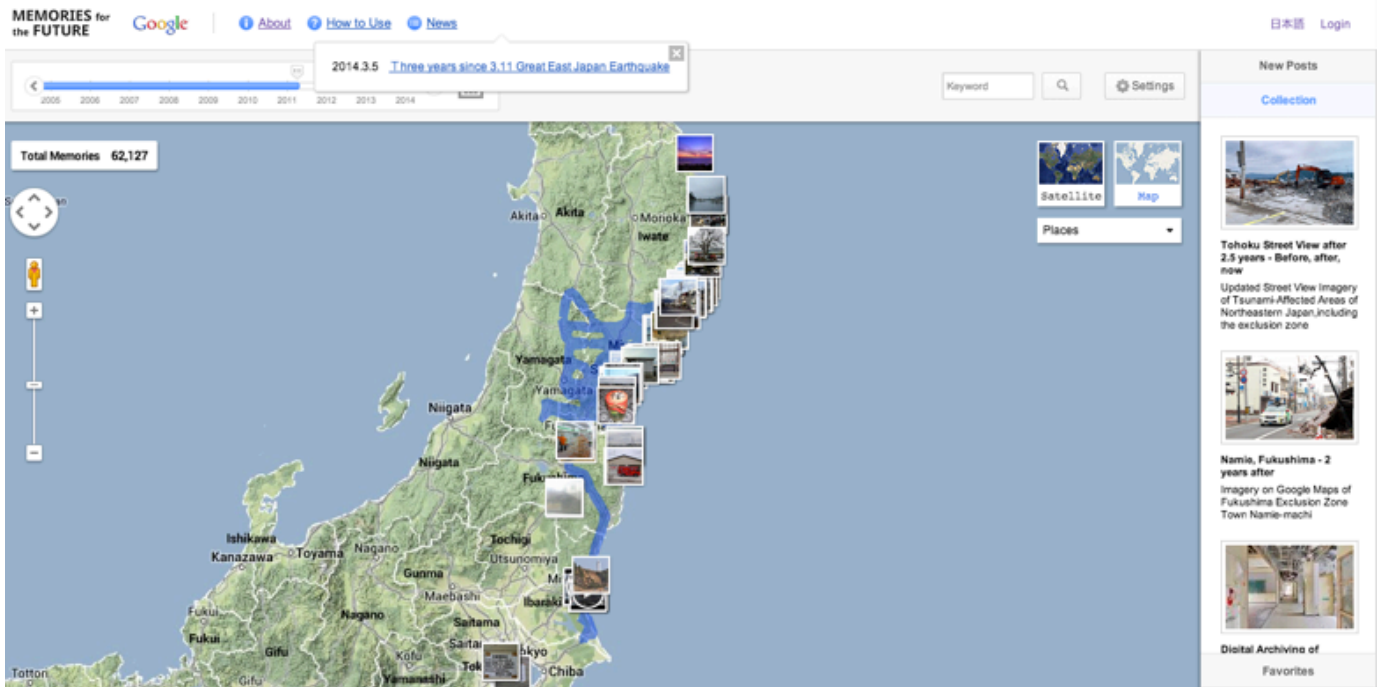 MEMORIES for
the FUTURE
Google
About
How to Use
News
日本語
Login
2014.3.5 Three years since 3.11 Great East Japan Earthquake
2005 2006 2007 2008 2009 2010 2011 2012 2013 2014
Keyword
Settings
New Posts
Collection
Total Memories 62,127
Satellite
Map
Places
Akita
Akita
Morioka
Iwate
Yamagata
Yamagata
Niigata
Niigata
Fukushima
Ishikawa
Kanazawa
Toyama
Nagano
Tochigi
Utsunomiya
Gunma
Maebashi
Ibaraki
Nagano
Saitama
Fukui
Fukui
Gifu
Gifu
Kofu
Yamanashi
Chiba
Tottori
Tohoku Street View after
2.5 years - Before, after,
now
Updated Street View Imagery
of Tsunami-Affected Areas of
Northeastern Japan,including
the exclusion zone
Namie, Fukushima - 2
years after
Imagery on Google Maps of
Fukushima Exclusion Zone
Town Namie-machi
Digital Archiving of
Favorites